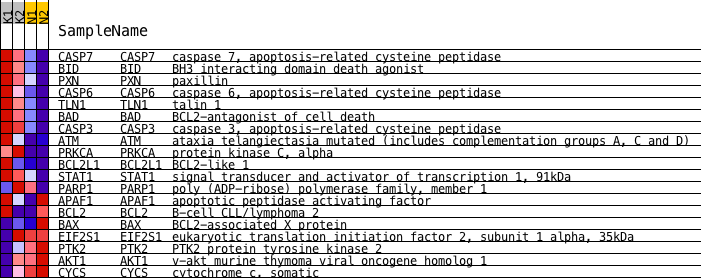 K1 K2 N1 N2
SampleName
CASP7 CASP7 caspase 7, apoptosis-related cysteine peptidase
BID BID BH3 interacting domain death agonist
PXN PXN paxillin
CASP6 CASP6 caspase 6, apoptosis-related cysteine peptidase
TLN1 TLN1 talin 1
BAD BAD BCL2-antagonist of cell death
CASP3 CASP3 caspase 3, apoptosis-related cysteine peptidase
ATM ATM ataxia telangiectasia mutated (includes complementation groups A, C and D)
PRKCA PRKCA protein kinase C, alpha
BCL2L1 BCL2L1 BCL2-like 1
STAT1 STAT1 signal transducer and activator of transcription 1, 91kDa
PARP1 PARP1 poly (ADP-ribose) polymerase family, member 1
APAF1 APAF1 apoptotic peptidase activating factor
BCL2 BCL2 B-cell CLL/lymphoma 2
BAX BAX BCL2-associated X protein
EIF2S1 EIF2S1 eukaryotic translation initiation factor 2, subunit 1 alpha, 35kDa
PTK2 PTK2 PTK2 protein tyrosine kinase 2
AKT1 AKT1 v-akt murine thymoma viral oncogene homolog 1
CYCS CYCS cytochrome c, somatic